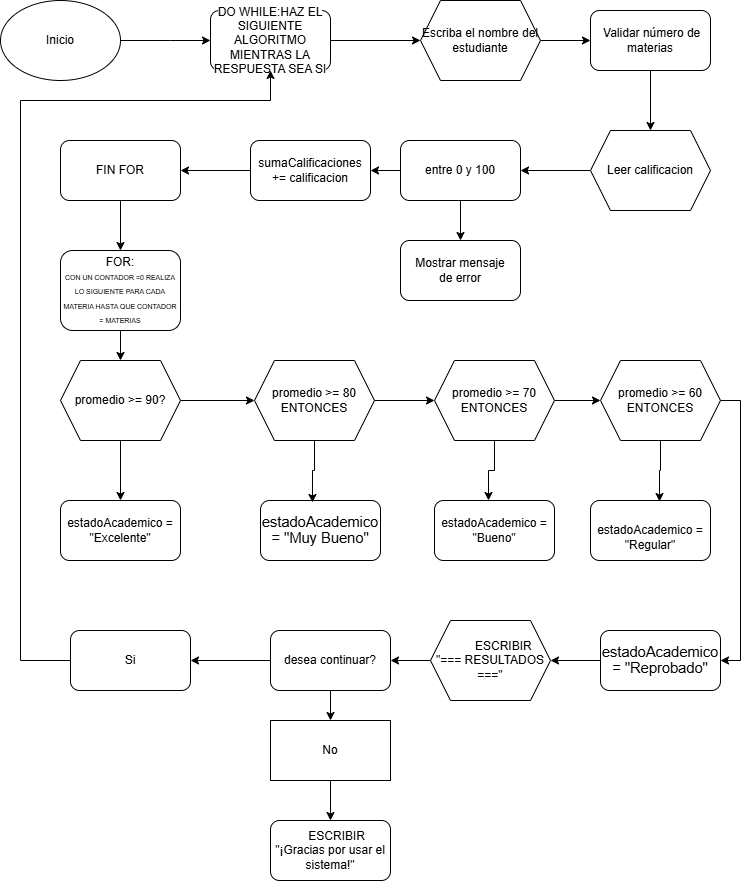 Inicio
DO WHILE:HAZ EL
SIGUIENTE
ALGORITMO
MIENTRAS LA
RESPUESTA SEA SI
Escriba el nombre del
estudiante
Validar número de
materias
FIN FOR
sumaCalificaciones
+= calificacion
entre 0 y 100
Leer calificacion
Mostrar mensaje
de error
FOR:
CON UN CONTADOR =0 REALIZA
LO SIGUIENTE PARA CADA
MATERIA HASTA QUE CONTADOR
= MATERIAS
promedio >= 90?
promedio >= 80
ENTONCES
promedio >= 70
ENTONCES
promedio >= 60
ENTONCES
estadoAcademico =
"Excelente"
estadoAcademico
= "Muy Bueno"
estadoAcademico =
"Bueno"
estadoAcademico =
"Regular"
Si
desea continuar?
ESCRIBIR
"=== RESULTADOS
==="
estadoAcademico
= "Reprobado"
No
ESCRIBIR
"¡Gracias por usar el
sistema!"